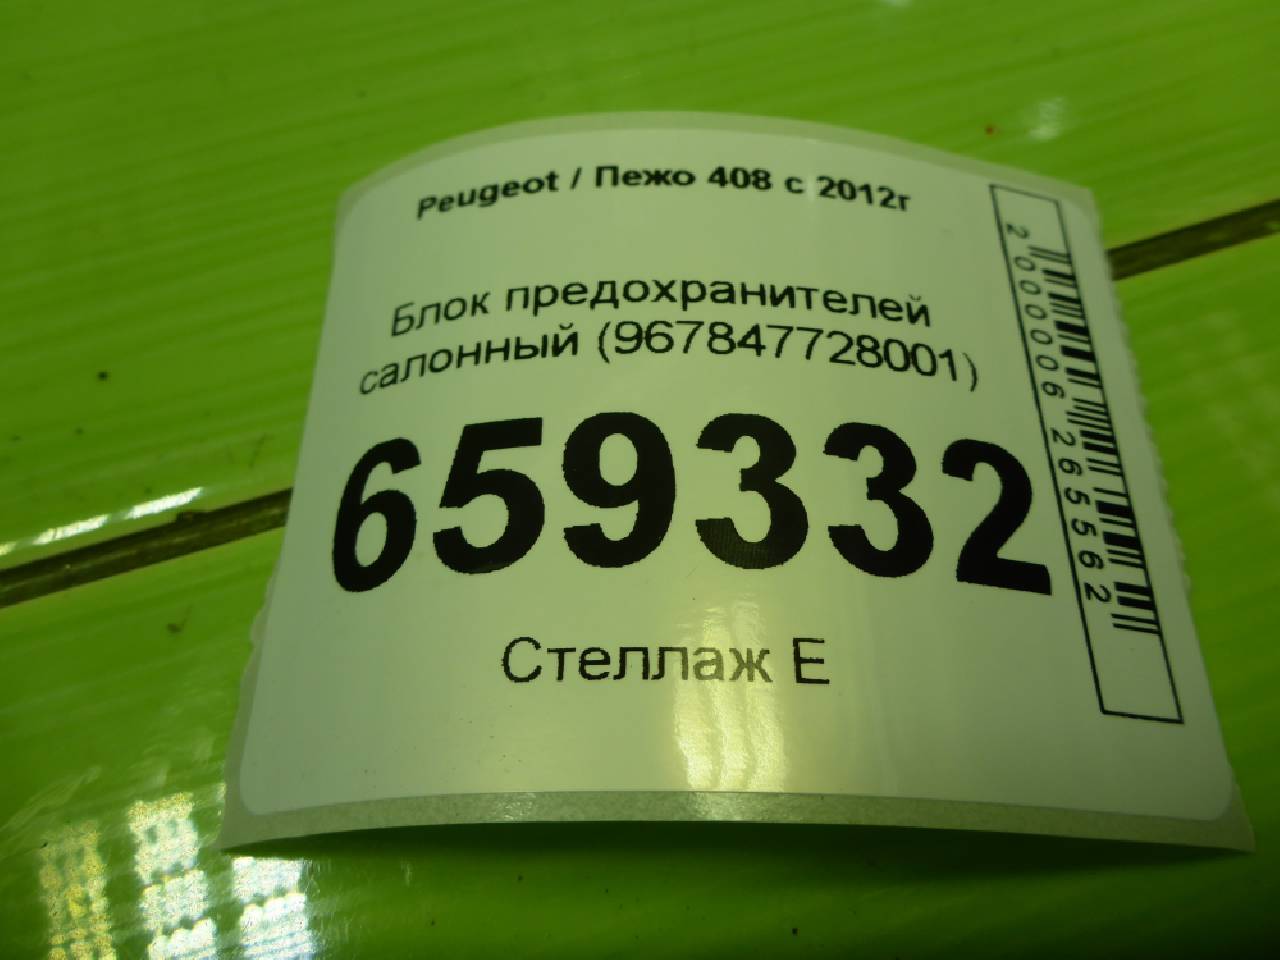 Peugeot / Пежо 408 с 2012г
Блок предохранителей
салонный (967847728001)
659332
Стеллаж Е
2000006265562